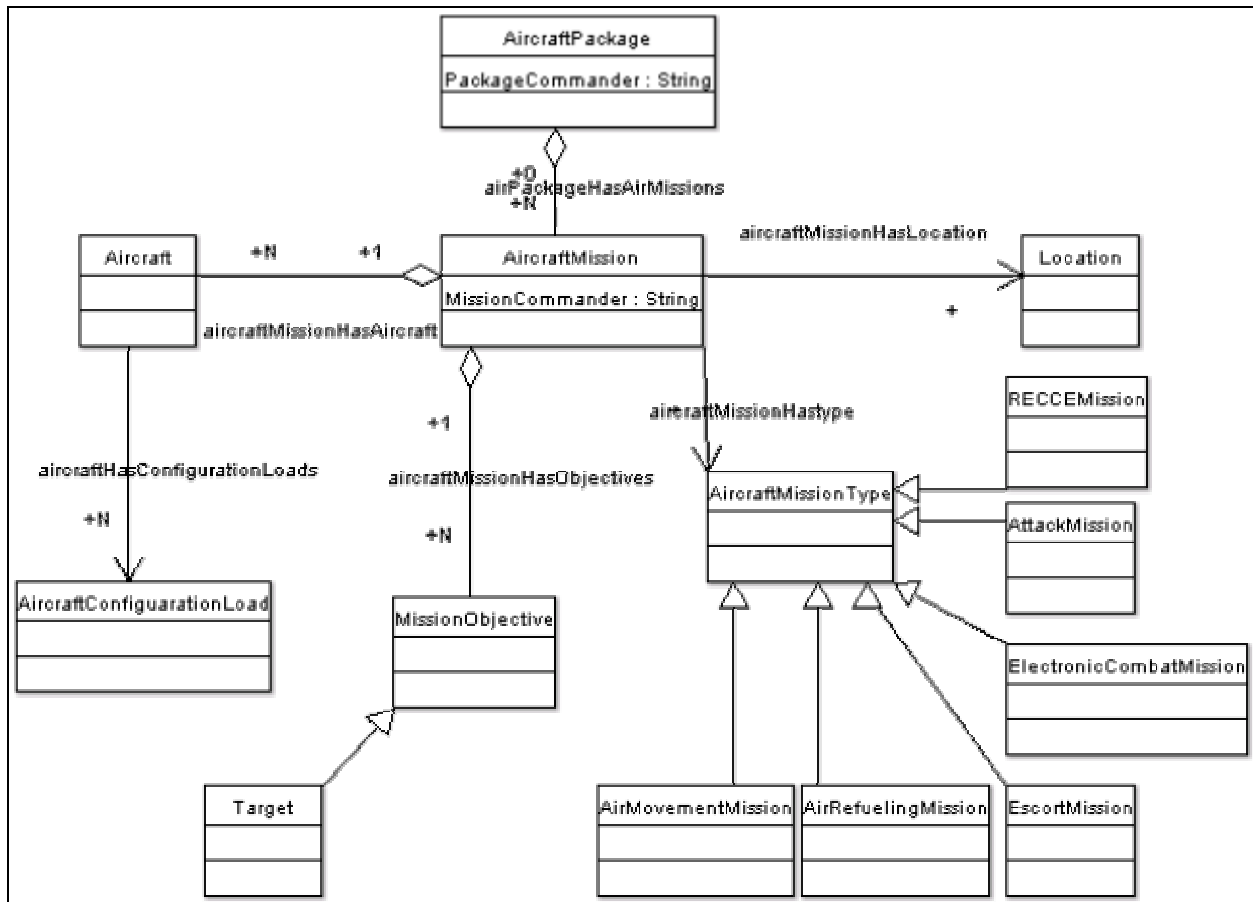 AircraftPackage
PackageCommander : String
+0
airPackageHasAirMissions
+N
aircraftMissionHasLocation
Aircraft
+N
+1
AircraftMission
Location
MissionCommander : String
+
aircraftMissionHasAircraft
RECCEMission
aircraftMissionHastype
+1
aircraftHasConfigurationLoads
aircraftMissionHasObjectives
AircraftMissionType
AttackMission
+N
+N
AircraftConfiguarationLoad
MissionObjective
ElectronicCombatMission
Target
AirMovementMission
AirRefuelingMission
EscortMission